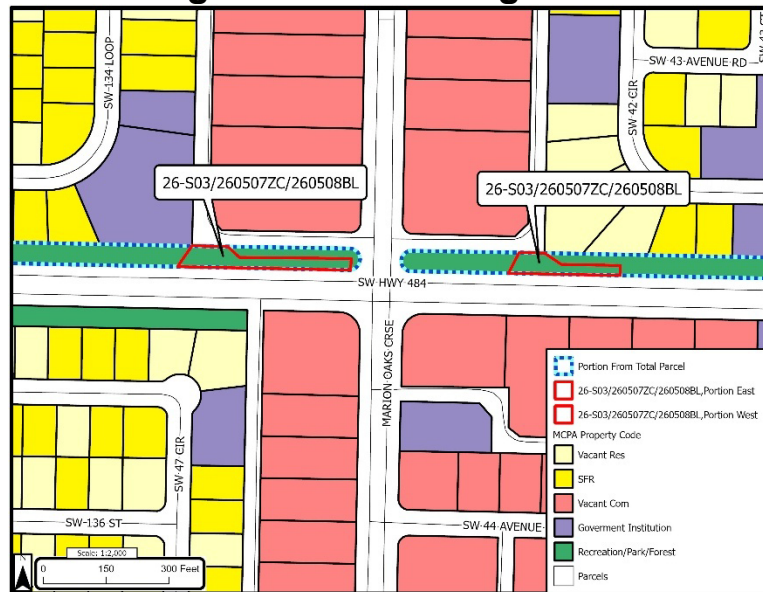 SW 134 LOOP
SW 43 AVENUE RD
SW 42 CIR
26-S03/260507ZC/260508BL
26-S03/260507ZC/260508BL
SW HWY 484
MARION OAKS CRSE
SW 47 CIR
SW 136 ST
SW 44 AVENUE
Portion From Total Parcel
26-S03/260507ZC/260508BL,Portion East
26-S03/260507ZC/260508BL,Portion West
MCPA Property Code
Vacant Res
SFR
Vacant Com
Goverment Institution
Recreation/Park/Forest
Parcels
Scale: 1:2,000
0 150 300 Feet